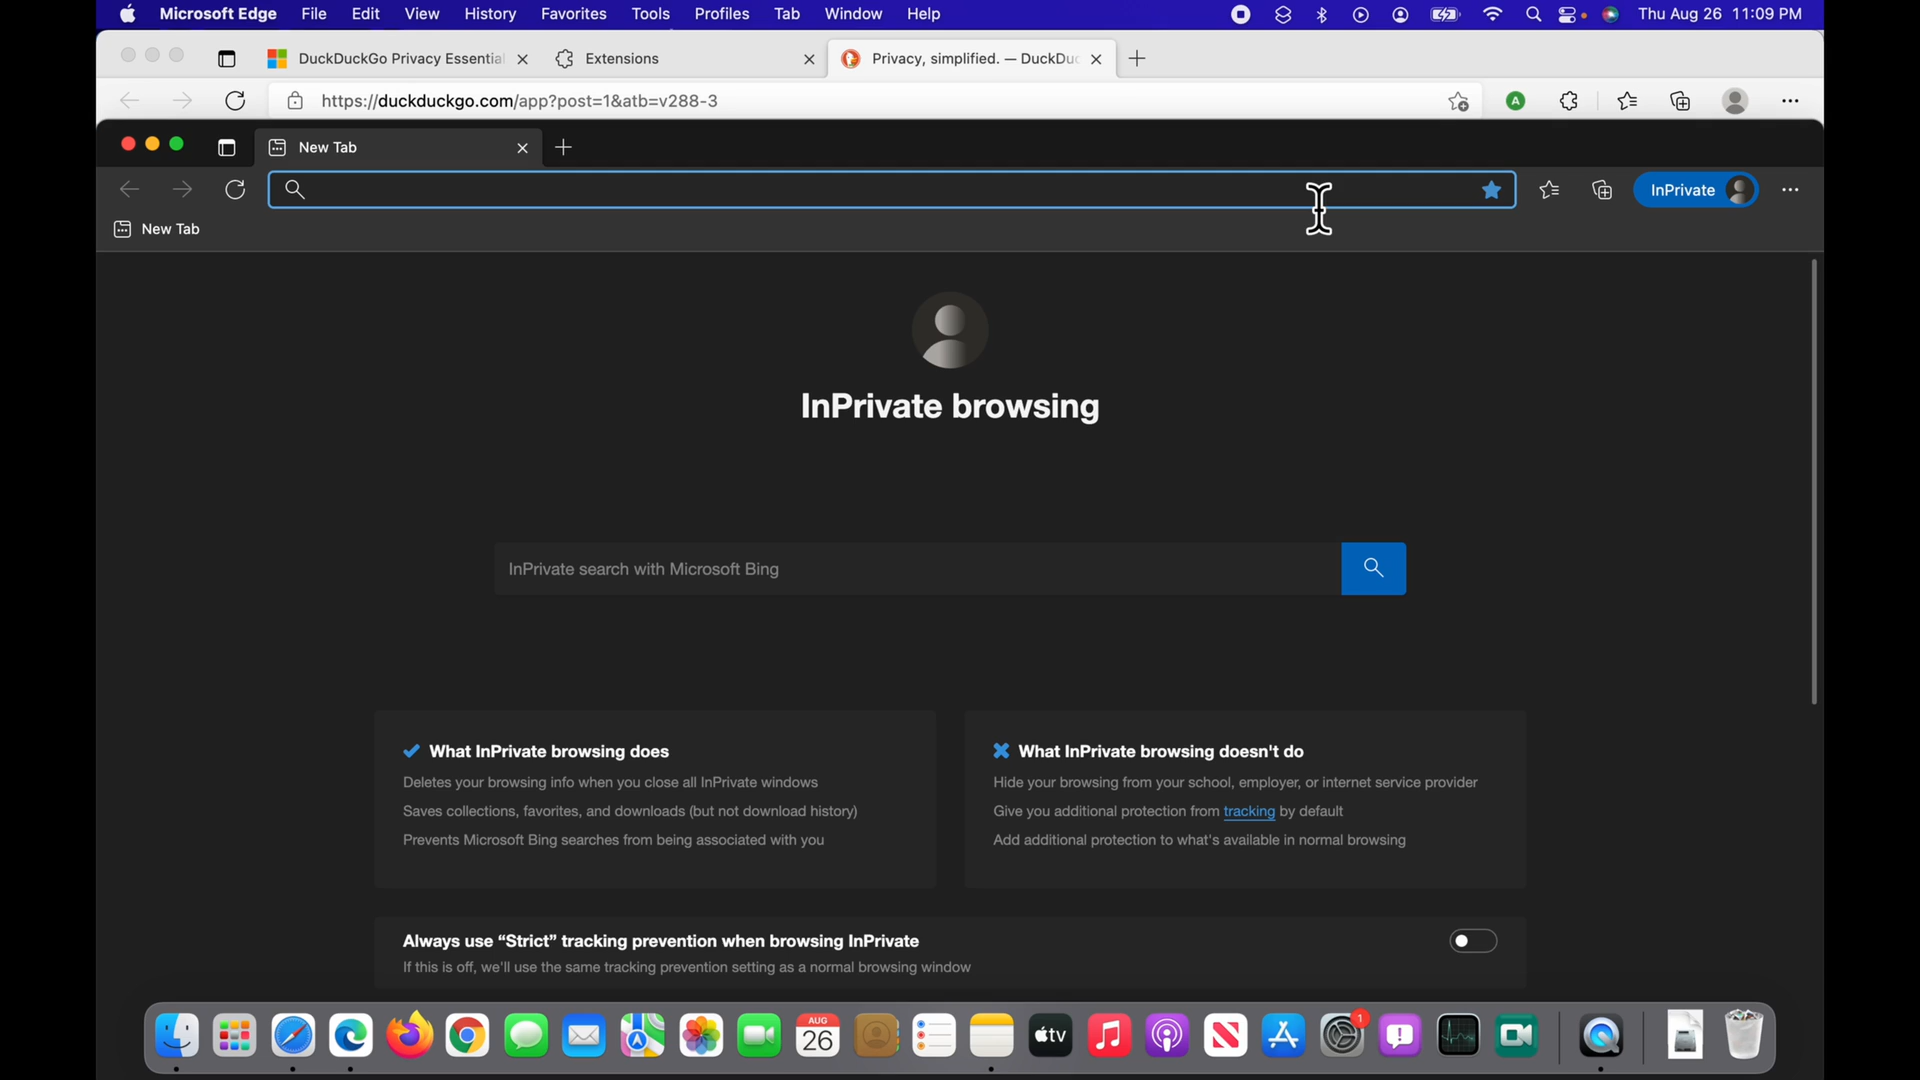 Microsoft Edge File Edit View History Favorites Tools Profiles Tab Window Help Thu Aug 26 11:09 PM
DuckDuckGo Privacy Essential Extensions Privacy, simplified. — DuckDuc
https://duckduckgo.com/app?post=1&atb=v288-3 A
New Tab
InPrivate
New Tab
InPrivate browsing
InPrivate search with Microsoft Bing
What InPrivate browsing does
Deletes your browsing info when you close all InPrivate windows
Saves collections, favorites, and downloads (but not download history)
Prevents Microsoft Bing searches from being associated with you
What InPrivate browsing doesn't do
Hide your browsing from your school, employer, or internet service provider
Give you additional protection from tracking by default
Add additional protection to what's available in normal browsing
Always use “Strict” tracking prevention when browsing InPrivate
If this is off, we'll use the same tracking prevention setting as a normal browsing window
AUG
26
tv
1